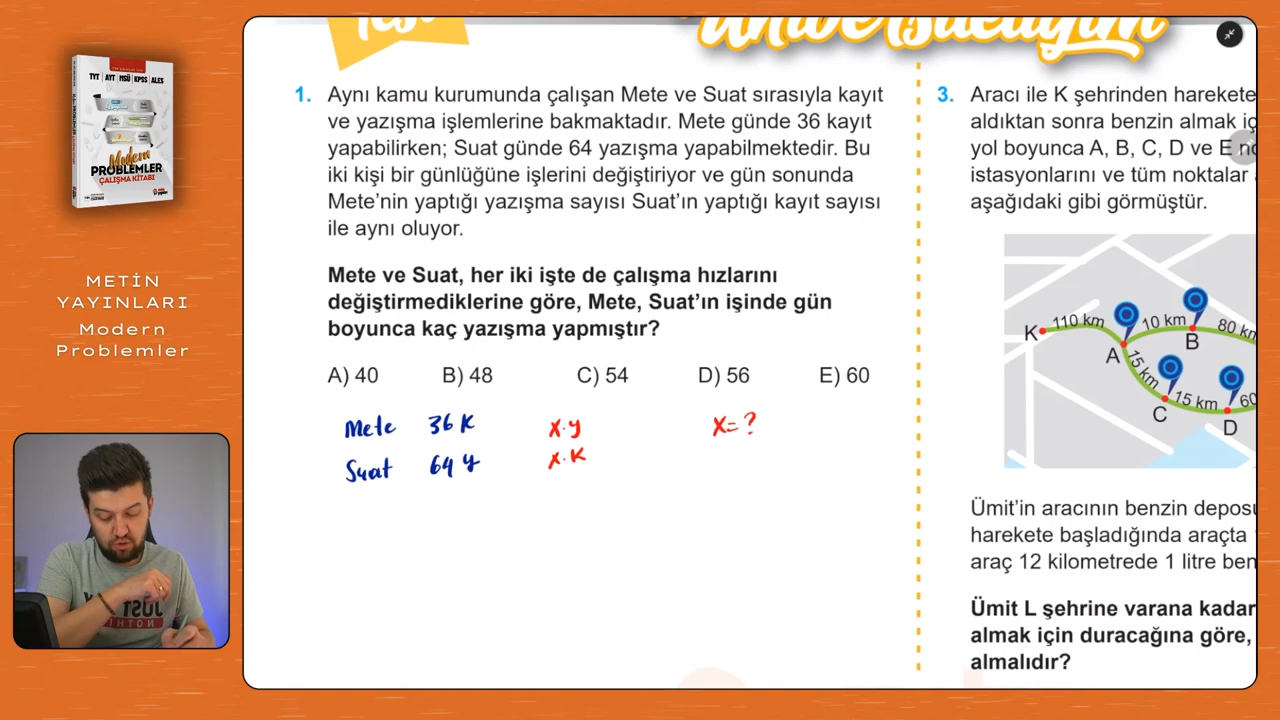 TYT | AYT | MSÜ | KPSS | ALES
Modern
PROBLEMLER
ÇALIŞMA KİTABI
METİN
YAYINLARI
Modern
Problemler
1. Aynı kamu kurumunda çalışan Mete ve Suat sırasıyla kayıt
ve yazışma işlemlerine bakmaktadır. Mete günde 36 kayıt
yapabilirken; Suat günde 64 yazışma yapabilmektedir. Bu
iki kişi bir günlüğüne işlerini değiştiriyor ve gün sonunda
Mete'nin yaptığı yazışma sayısı Suat'ın yaptığı kayıt sayısı
ile aynı oluyor.
Mete ve Suat, her iki işte de çalışma hızlarını
değiştirmediklerine göre, Mete, Suat'ın işinde gün
boyunca kaç yazışma yapmıştır?
A) 40 B) 48 C) 54 D) 56 E) 60
Mete 36 K x.y x=?
Suat 64 y x.K
3. Aracı ile K şehrinden harekete
aldıktan sonra benzin almak iç
yol boyunca A, B, C, D ve E no
istasyonlarını ve tüm noktalar
aşağıdaki gibi görmüştür.
K 110 km A 10 km B 80 km
15 km C 15 km D 60
Ümit'in aracının benzin depos
harekete başladığında araçta
araç 12 kilometrede 1 litre ben
Ümit L şehrine varana kadar
almak için duracağına göre,
almalıdır?